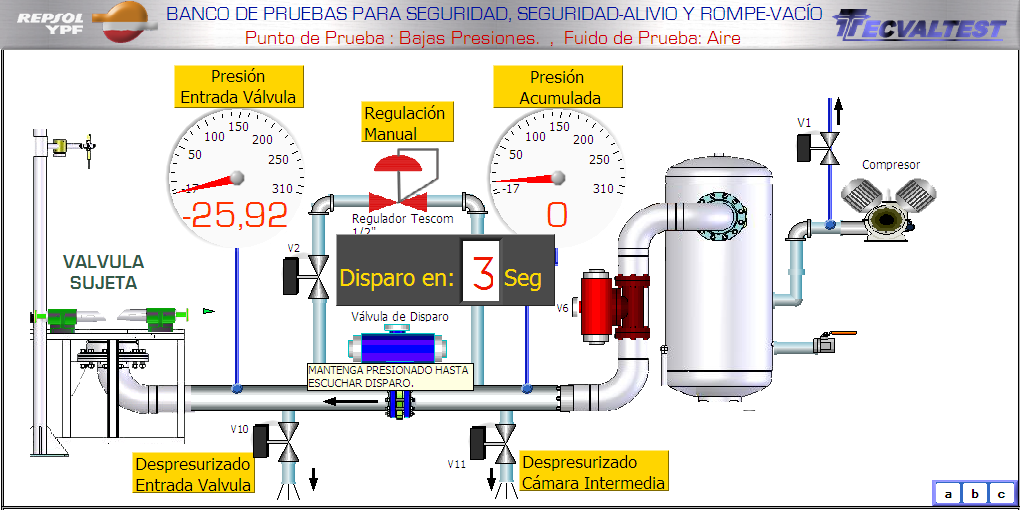 REPSOL
YPF
BANCO DE PRUEBAS PARA SEGURIDAD, SEGURIDAD-ALIVIO Y ROMPE-VACÍO
Punto de Prueba : Bajas Presiones. , Fuido de Prueba: Aire
TECVALTEST
Presión
Entrada Válvula
Presión
Acumulada
Regulación
Manual
V1
Compresor
-17
50
100
150
200
250
310
-25,92
-17
50
100
150
200
250
310
0
Regulador Tescom
1/2"
V2
VALVULA
SUJETA
Disparo en: 3 Seg
V6
Válvula de Disparo
MANTENGA PRESIONADO HASTA
ESCUCHAR DISPARO.
V10
V11
Despresurizado
Entrada Valvula
Despresurizado
Cámara Intermedia
a b c